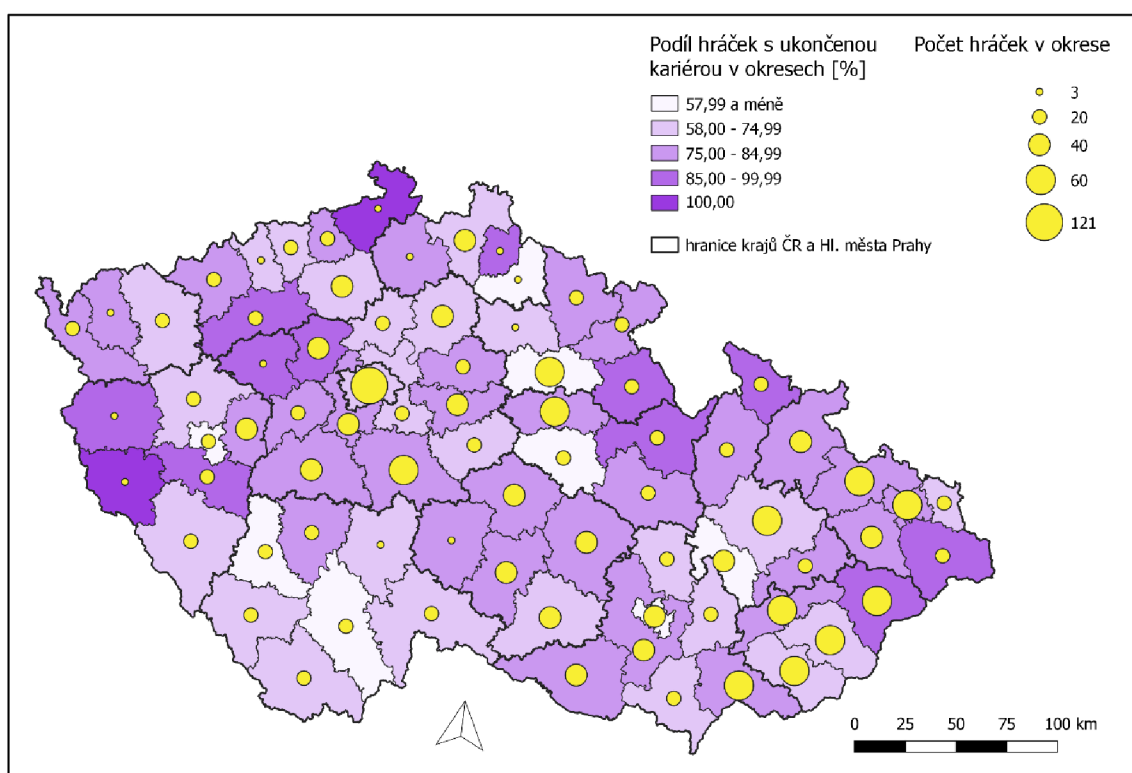 Podíl hráček s ukončenou
kariérou v okresech [%]
57,99 a méně
58,00 - 74,99
75,00 - 84,99
85,00 - 99,99
100,00
hranice krajů ČR a Hl. města Prahy
Počet hráček v okrese
3
20
40
60
121
0 25 50 75 100 km